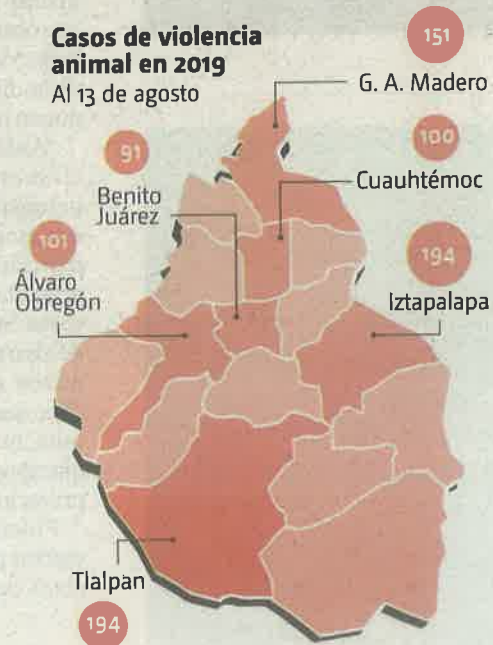 Casos de violencia
animal en 2019
Al 13 de agosto
151
G. A. Madero
100
Cuauhtémoc
91
Benito
Juárez
101
Álvaro
Obregón
194
Iztapalapa
Tlalpan
194